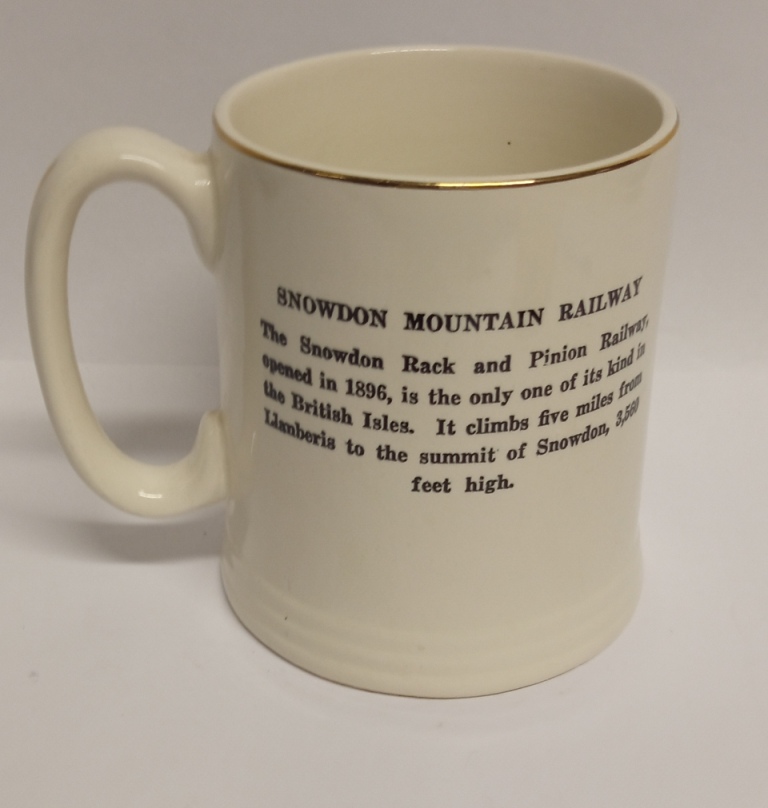 SNOWDON MOUNTAIN RAILWAY
The Snowdon Rack and Pinion Railway,
opened in 1896, is the only one of its kind in
the British Isles. It climbs five miles from
Llanberis to the summit of Snowdon, 3,560
feet high.